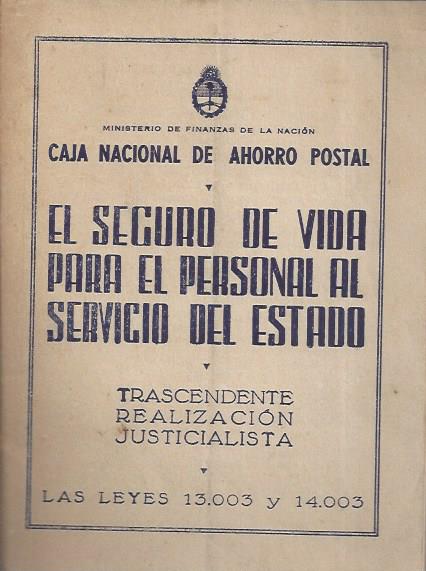 MINISTERIO DE FINANZAS DE LA NACIÓN
CAJA NACIONAL DE AHORRO POSTAL
EL SEGURO DE VIDA
PARA EL PERSONAL AL
SERVICIO DEL ESTADO
TRASCENDENTE
REALIZACIÓN
JUSTICIALISTA
LAS LEYES 13.003 y 14.003